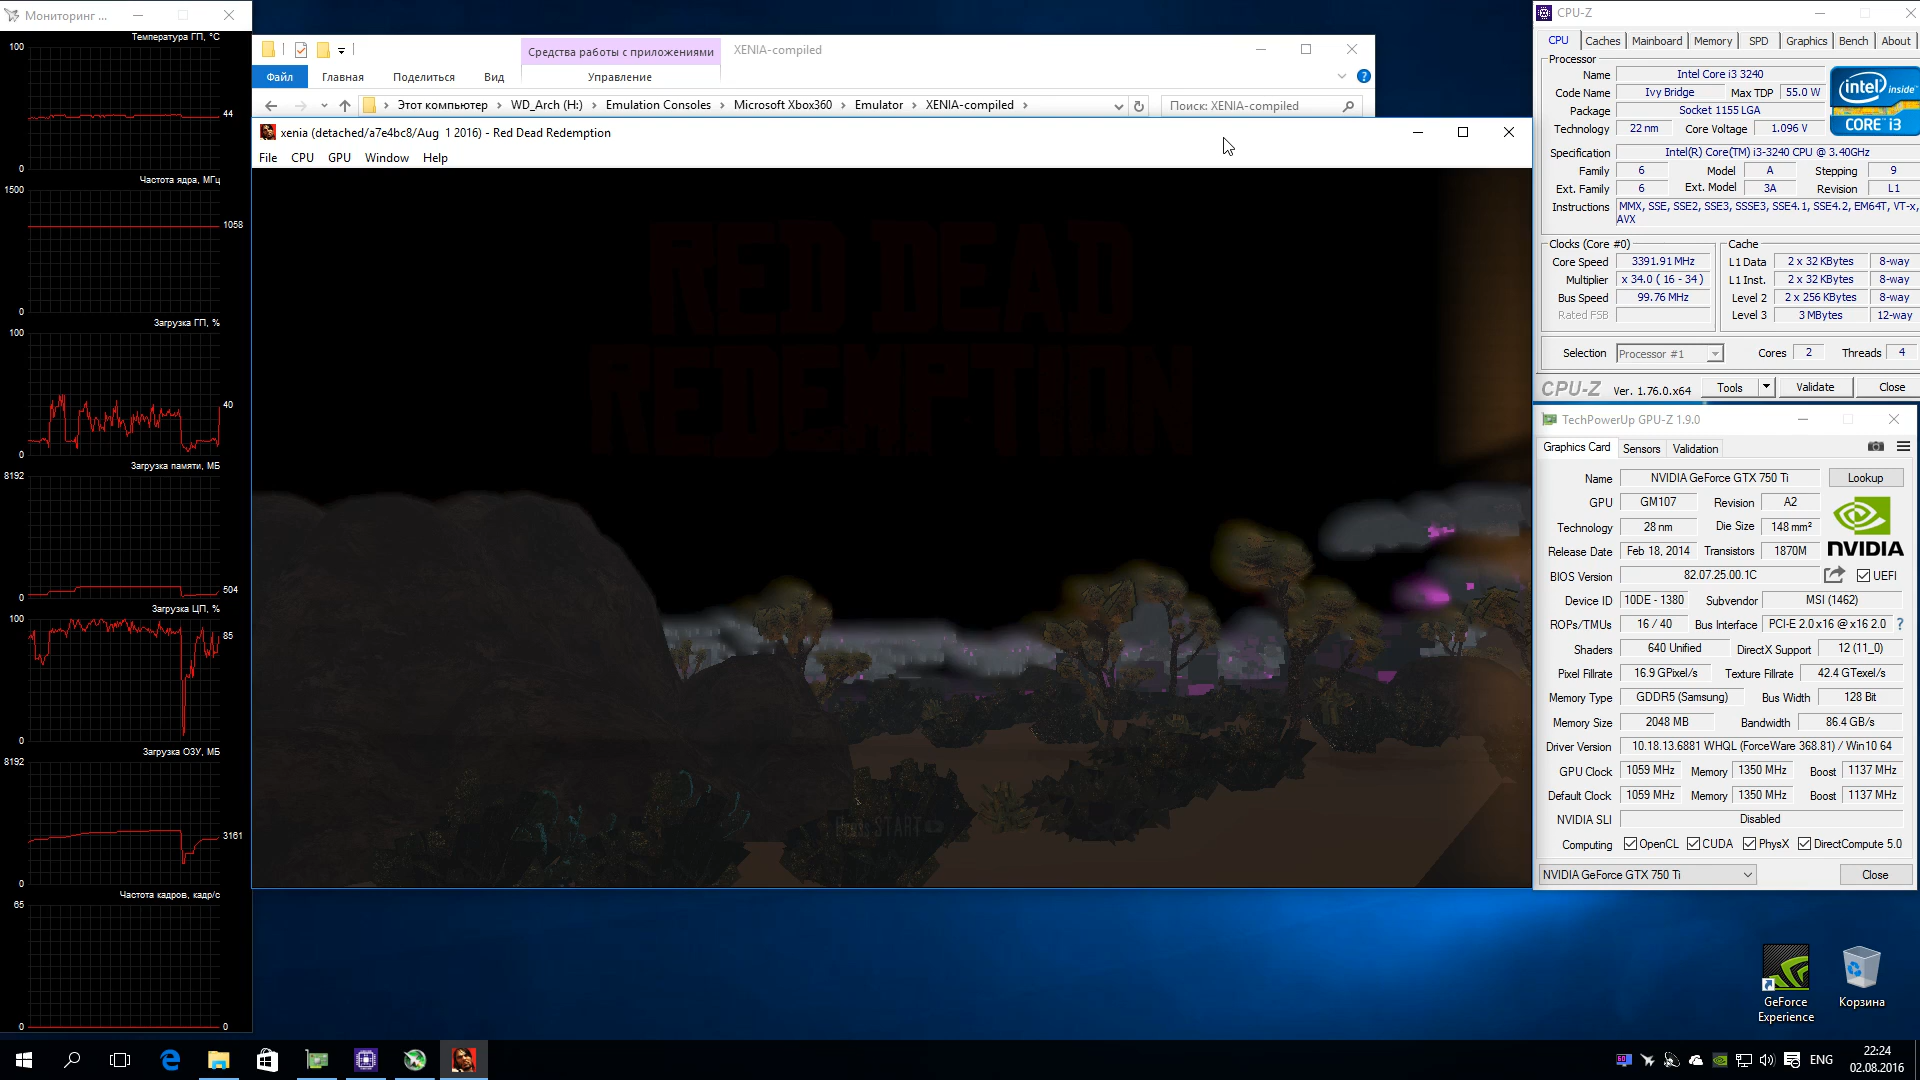 Мониторинг ...
Температура ГП, °C
100
44
0
Частота ядра, МГц
1500
1058
0
Загрузка ГП, %
100
40
0
Загрузка памяти, МБ
8192
504
0
Загрузка ЦП, %
100
85
0
Загрузка ОЗУ, МБ
8192
3161
0
Частота кадров, кадр/с
65
0
0
Средства работы с приложениями
XENIA-compiled
Файл
Главная
Поделиться
Вид
Управление
Этот компьютер
WD_Arch (H:)
Emulation Consoles
Microsoft Xbox360
Emulator
XENIA-compiled
Поиск: XENIA-compiled
xenia (detached/a7e4bc8/Aug 1 2016) - Red Dead Redemption
File CPU GPU Window Help
RED DEAD
REDEMPTION
Press START
CPU-Z
CPU Caches Mainboard Memory SPD Graphics Bench About
Processor
Name Intel Core i3 3240
Code Name Ivy Bridge Max TDP 55.0 W
Package Socket 1155 LGA
Technology 22 nm Core Voltage 1.096 V
intel inside™
CORE i3
Specification Intel(R) Core(TM) i3-3240 CPU @ 3.40GHz
Family 6 Model A Stepping 9
Ext. Family 6 Ext. Model 3A Revision L1
Instructions MMX, SSE, SSE2, SSE3, SSSE3, SSE4.1, SSE4.2, EM64T, VT-x,
AVX
Clocks (Core #0)
Core Speed 3391.91 MHz
Multiplier x 34.0 ( 16 - 34 )
Bus Speed 99.76 MHz
Rated FSB
Cache
L1 Data 2 x 32 KBytes 8-way
L1 Inst. 2 x 32 KBytes 8-way
Level 2 2 x 256 KBytes 8-way
Level 3 3 MBytes 12-way
Selection Processor #1 Cores 2 Threads 4
CPU-Z Ver. 1.76.0.x64 Tools Validate Close
TechPowerUp GPU-Z 1.9.0
Graphics Card Sensors Validation
Name NVIDIA GeForce GTX 750 Ti Lookup
GPU GM107 Revision A2
Technology 28 nm Die Size 148 mm²
Release Date Feb 18, 2014 Transistors 1870M
NVIDIA
BIOS Version 82.07.25.00.1C UEFI
Device ID 10DE - 1380 Subvendor MSI (1462)
ROPs/TMUs 16 / 40 Bus Interface PCI-E 2.0 x16 @ x16 2.0 ?
Shaders 640 Unified DirectX Support 12 (11_0)
Pixel Fillrate 16.9 GPixel/s Texture Fillrate 42.4 GTexel/s
Memory Type GDDR5 (Samsung) Bus Width 128 Bit
Memory Size 2048 MB Bandwidth 86.4 GB/s
Driver Version 10.18.13.6881 WHQL (ForceWare 368.81) / Win10 64
GPU Clock 1059 MHz Memory 1350 MHz Boost 1137 MHz
Default Clock 1059 MHz Memory 1350 MHz Boost 1137 MHz
NVIDIA SLI Disabled
Computing OpenCL CUDA PhysX DirectCompute 5.0
NVIDIA GeForce GTX 750 Ti Close
GeForce
Experience
Корзина
ENG
22:24
02.08.2016